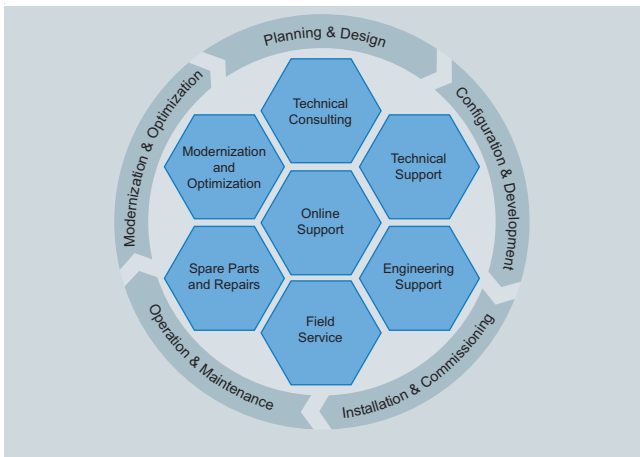 Planning & Design
Configuration & Development
Installation & Commissioning
Operation & Maintenance
Modernization & Optimization
Technical
Consulting
Modernization
and
Optimization
Technical
Support
Online
Support
Spare Parts
and Repairs
Engineering
Support
Field
Service